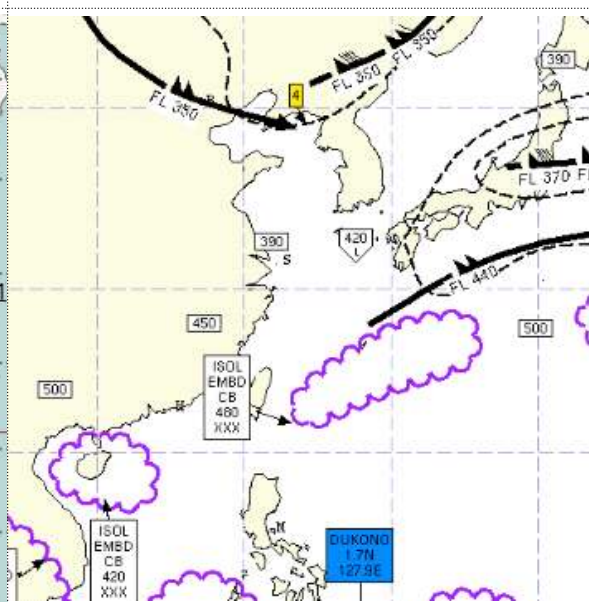 FL 350
FL 350
390
4
FL 350
FL 370
390
420
L
S
FL 440
450
500
ISOL
EMBD
CB
480
XXX
500
H
ISOL
EMBD
CB
420
XXX
DUKONO
1.7N
127.9E